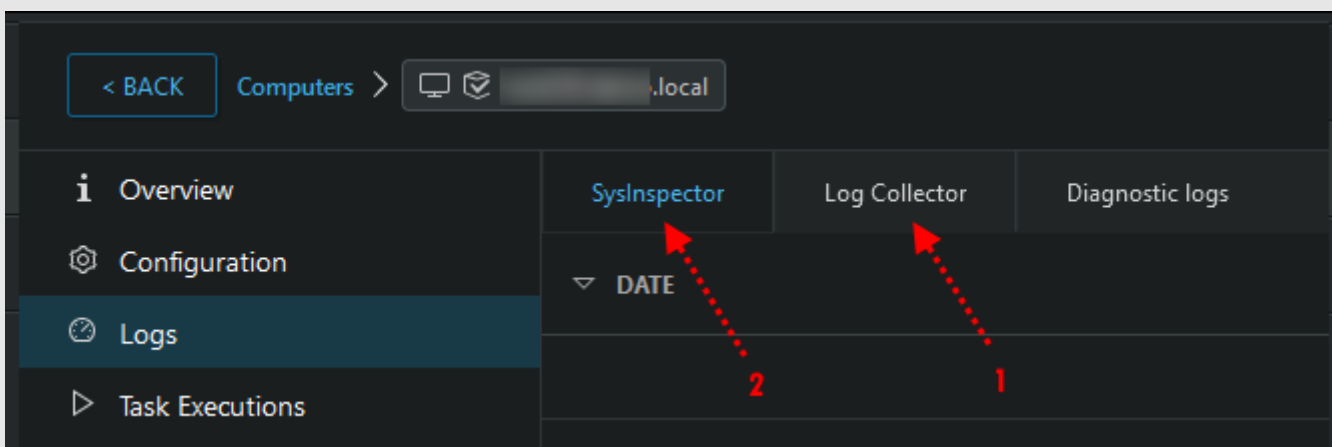 < BACK Computers > .local
Overview
SysInspector Log Collector Diagnostic logs
Configuration
DATE
Logs
2 1
Task Executions